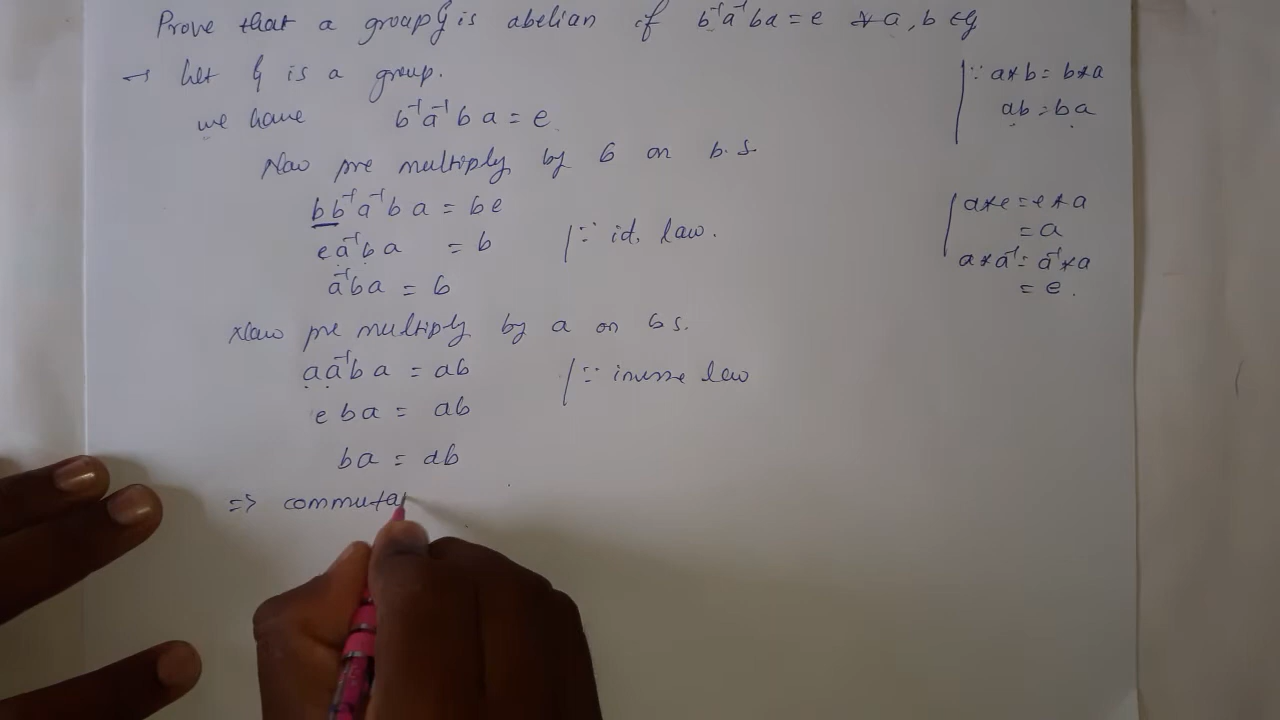 Prove that a group G is abelian if b⁻¹a⁻¹ba = e ∀ a, b ∈ G
→ Let G is a group.
we have b⁻¹a⁻¹ba = e
Now pre multiply by b on b.s.
bb⁻¹a⁻¹ba = be
ea⁻¹ba = b |∵ id. law.
a⁻¹ba = b
Now pre multiply by a on b s.
aa⁻¹ba = ab |∵ inverse law
eba = ab
ba = ab
=> commuta
|∵ a*b = b*a
ab = ba
|a*e = e*a
= a
a*a⁻¹ = a⁻¹*a
= e.